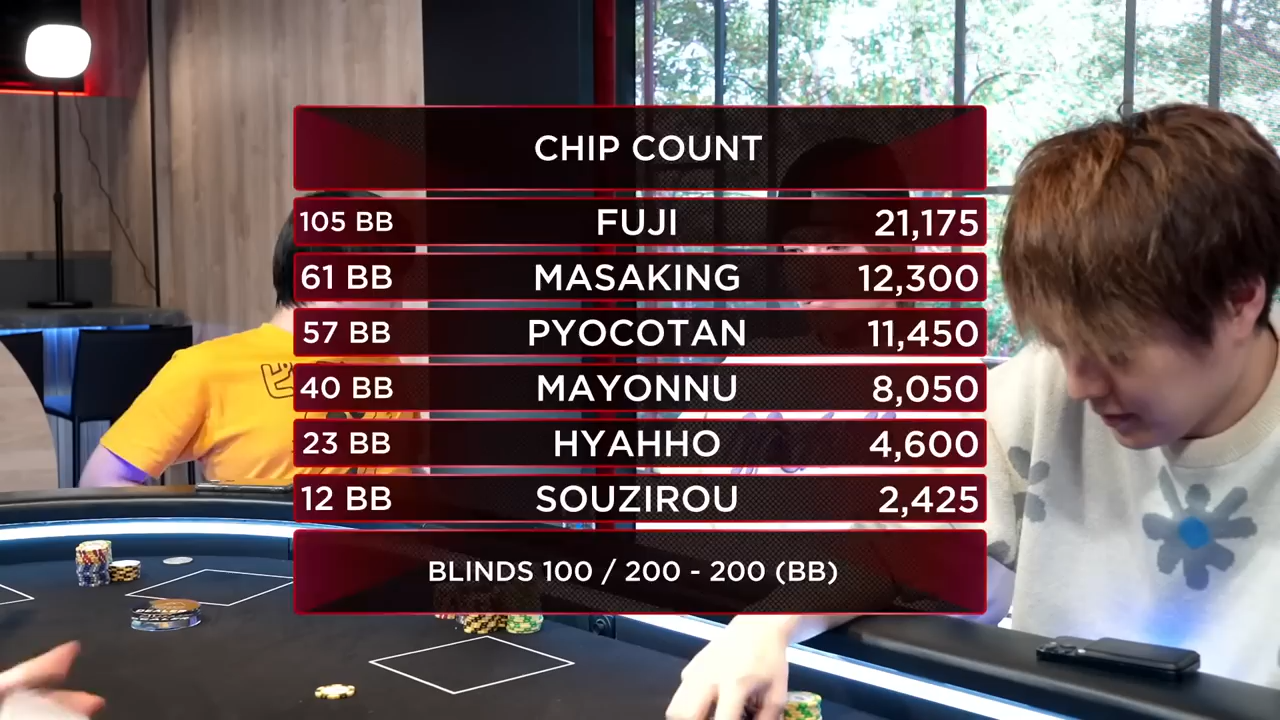 CHIP COUNT
105 BB FUJI 21,175
61 BB MASAKING 12,300
57 BB PYOCOTAN 11,450
40 BB MAYONNU 8,050
23 BB HYAHHO 4,600
12 BB SOUZIROU 2,425
BLINDS 100 / 200 - 200 (BB)